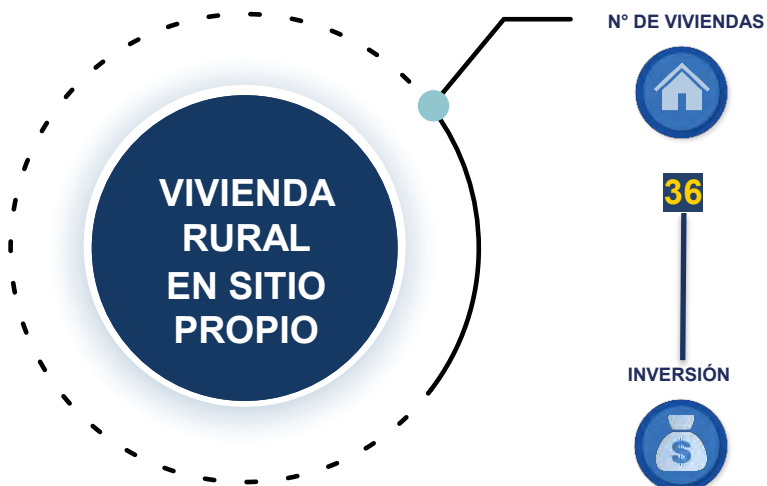 VIVIENDA
RURAL
EN SITIO
PROPIO
N° DE VIVIENDAS
36
INVERSIÓN
$